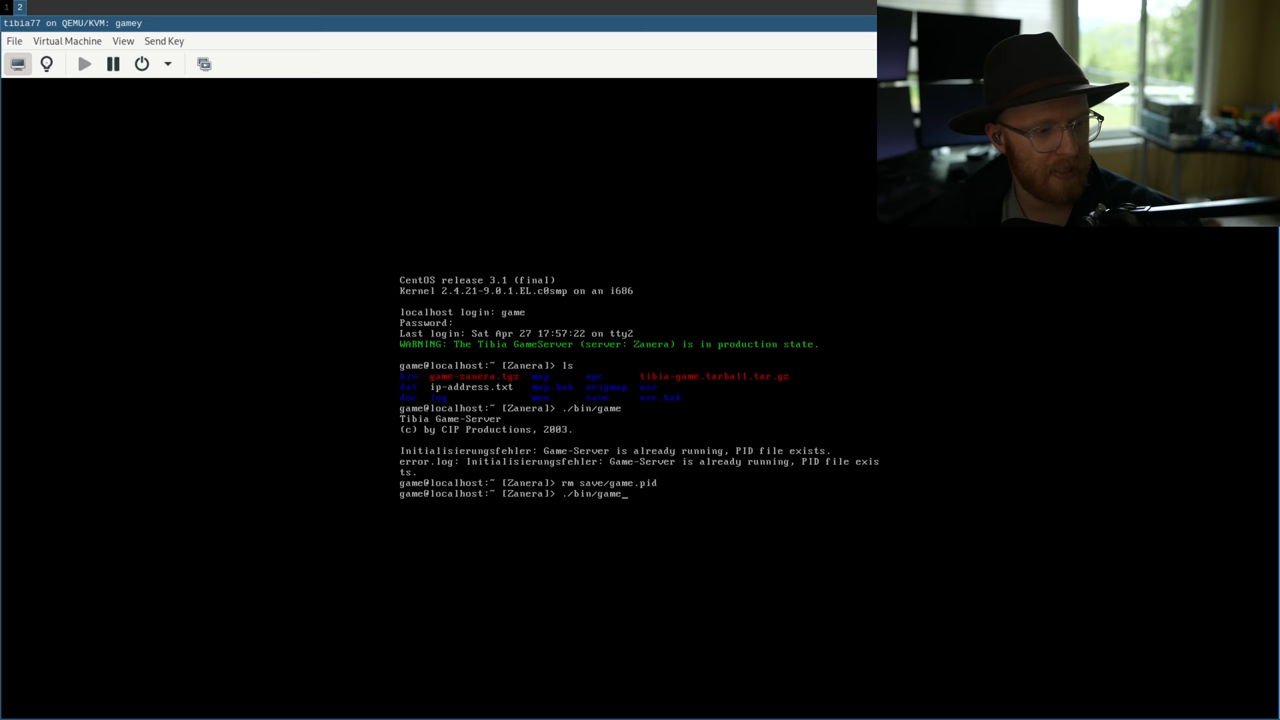 1 2
tibia77 on QEMU/KVM: gamey
File Virtual Machine View Send Key
CentOS release 3.1 (final)
Kernel 2.4.21-9.0.1.EL.c0smp on an i686
localhost login: game
Password:
Last login: Sat Apr 27 17:57:22 on tty2
WARNING: The Tibia GameServer (server: Zanera) is in production state.
game@localhost:~ [Zanera]> ls
bin game-zanera.tgz map npc tibia-game.tarball.tar.gz
dat ip-address.txt map.bak origmap usr
doc log mon save usr.bak
game@localhost:~ [Zanera]> ./bin/game
Tibia Game-Server
(c) by CIP Productions, 2003.
Initialisierungsfehler: Game-Server is already running, PID file exists.
error.log: Initialisierungsfehler: Game-Server is already running, PID file exis
ts.
game@localhost:~ [Zanera]> rm save/game.pid
game@localhost:~ [Zanera]> ./bin/game_